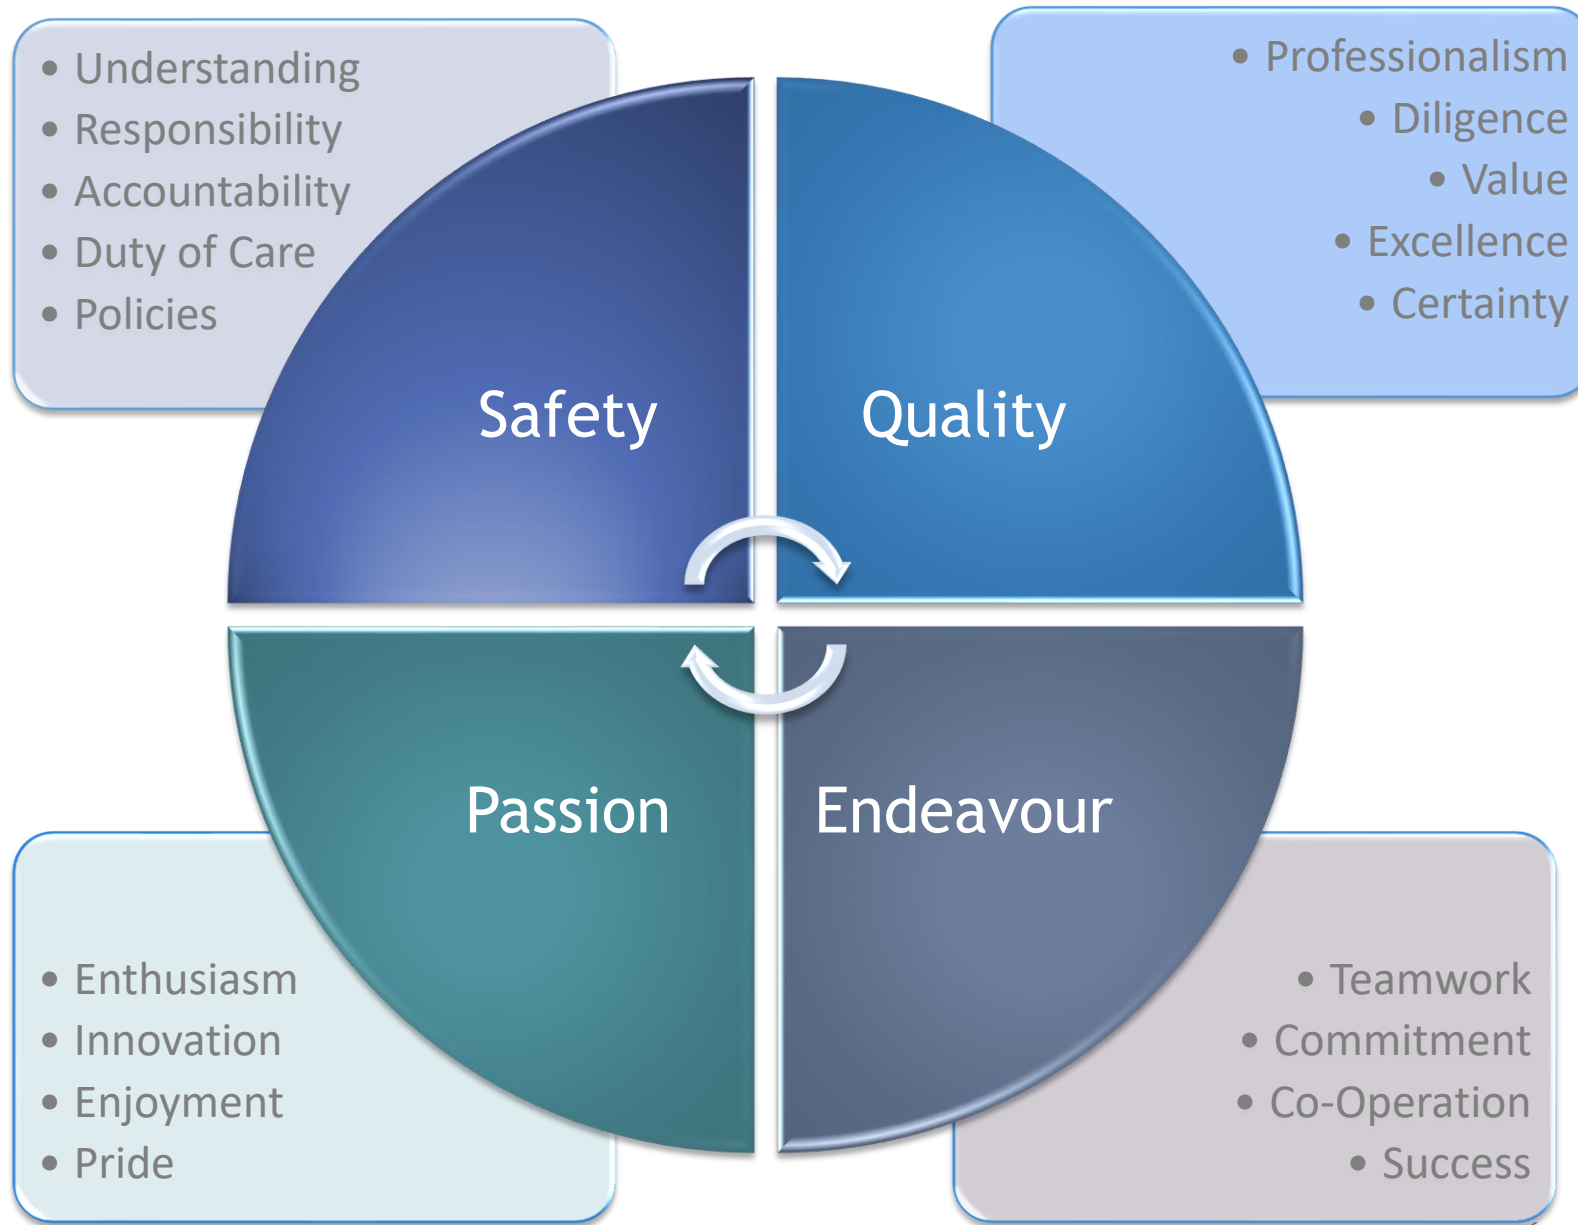 • Understanding
• Responsibility
• Accountability
• Duty of Care
• Policies
• Professionalism
• Diligence
• Value
• Excellence
• Certainty
Safety
Quality
Passion
Endeavour
• Enthusiasm
• Innovation
• Enjoyment
• Pride
• Teamwork
• Commitment
• Co-Operation
• Success